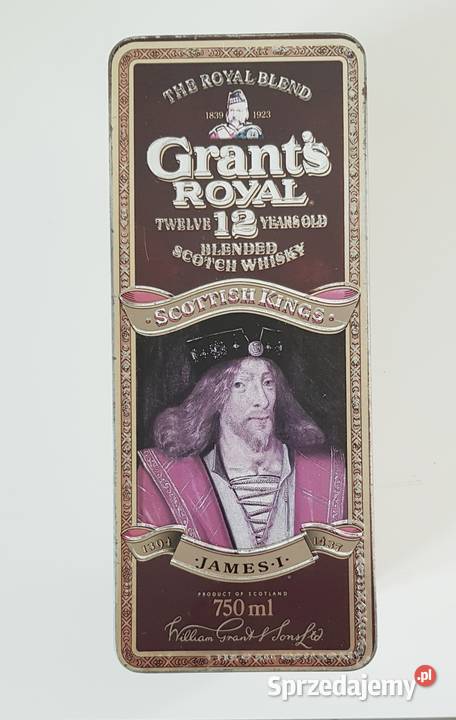 THE ROYAL BLEND
1839 1923
Grant's
ROYAL
TWELVE 12 YEARS OLD
BLENDED
SCOTCH WHISKY
·SCOTTISH KINGS·
1394 1437
·JAMES·I·
PRODUCT OF SCOTLAND
750 ml
William Grant & Sons Ltd.
Sprzedajemy.pl